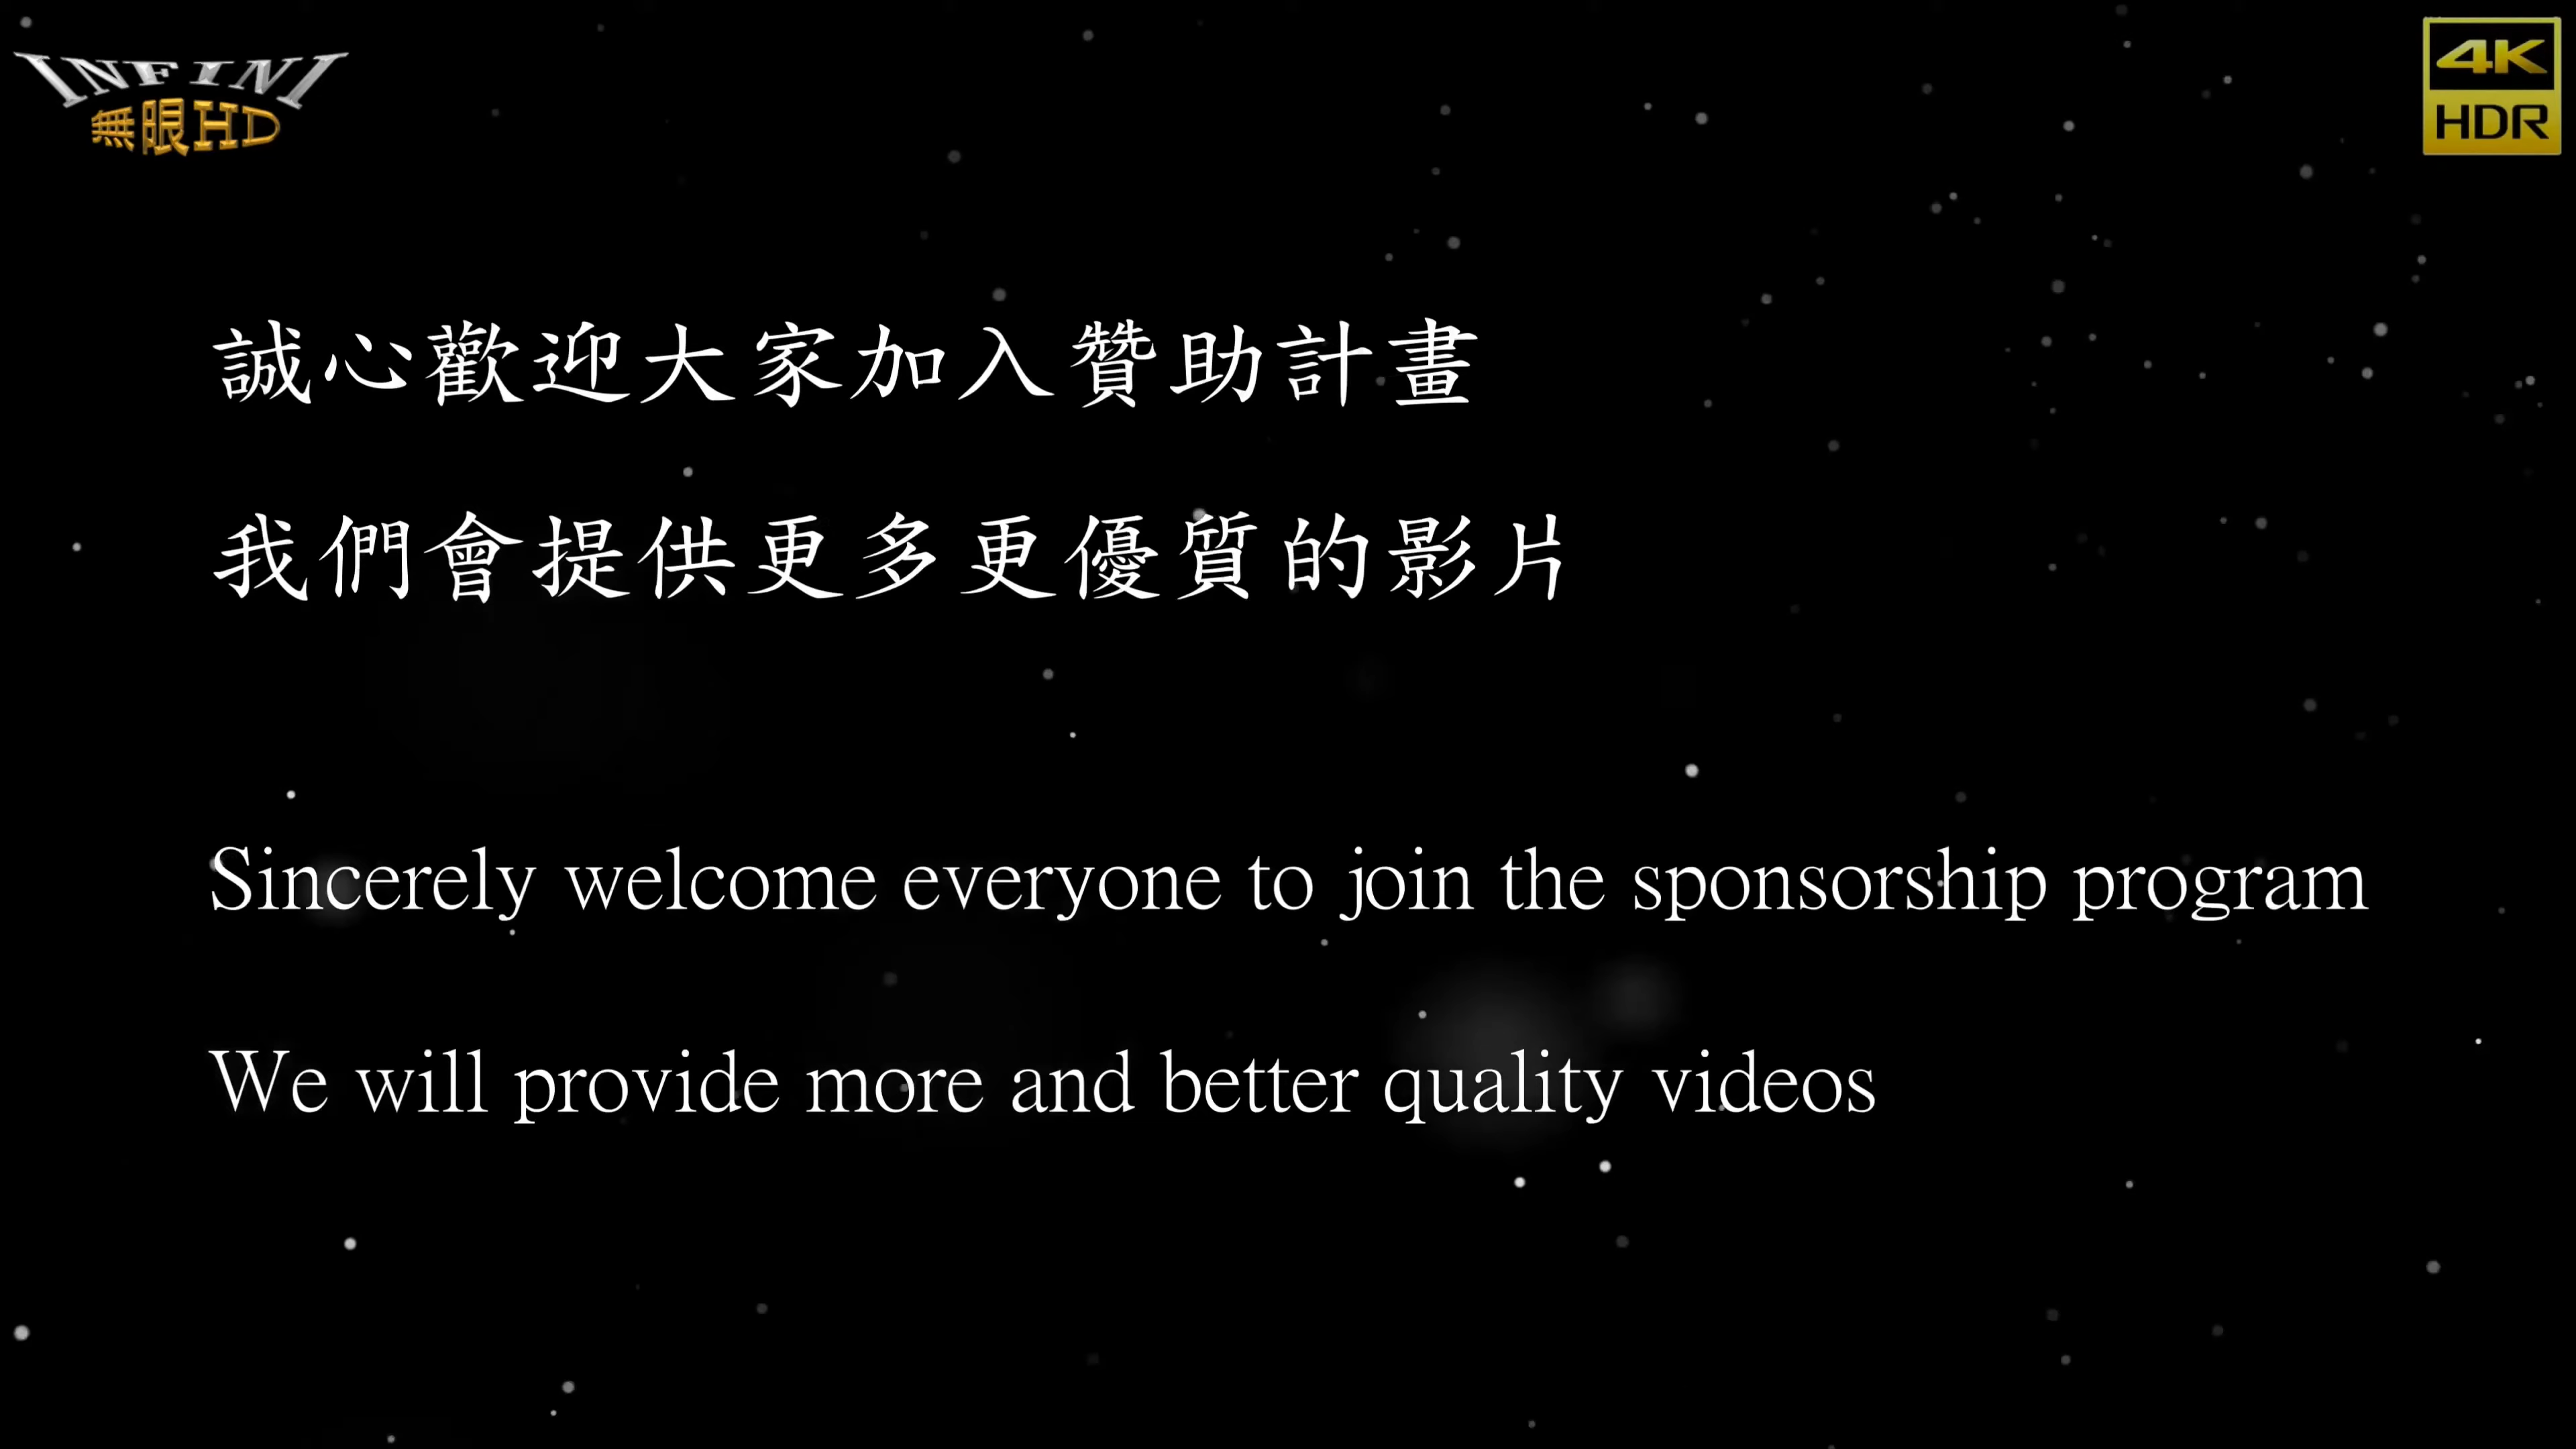 INFINI
無限HD
4K
HDR
誠心歡迎大家加入贊助計畫
我們會提供更多更優質的影片
Sincerely welcome everyone to join the sponsorship program
We will provide more and better quality videos